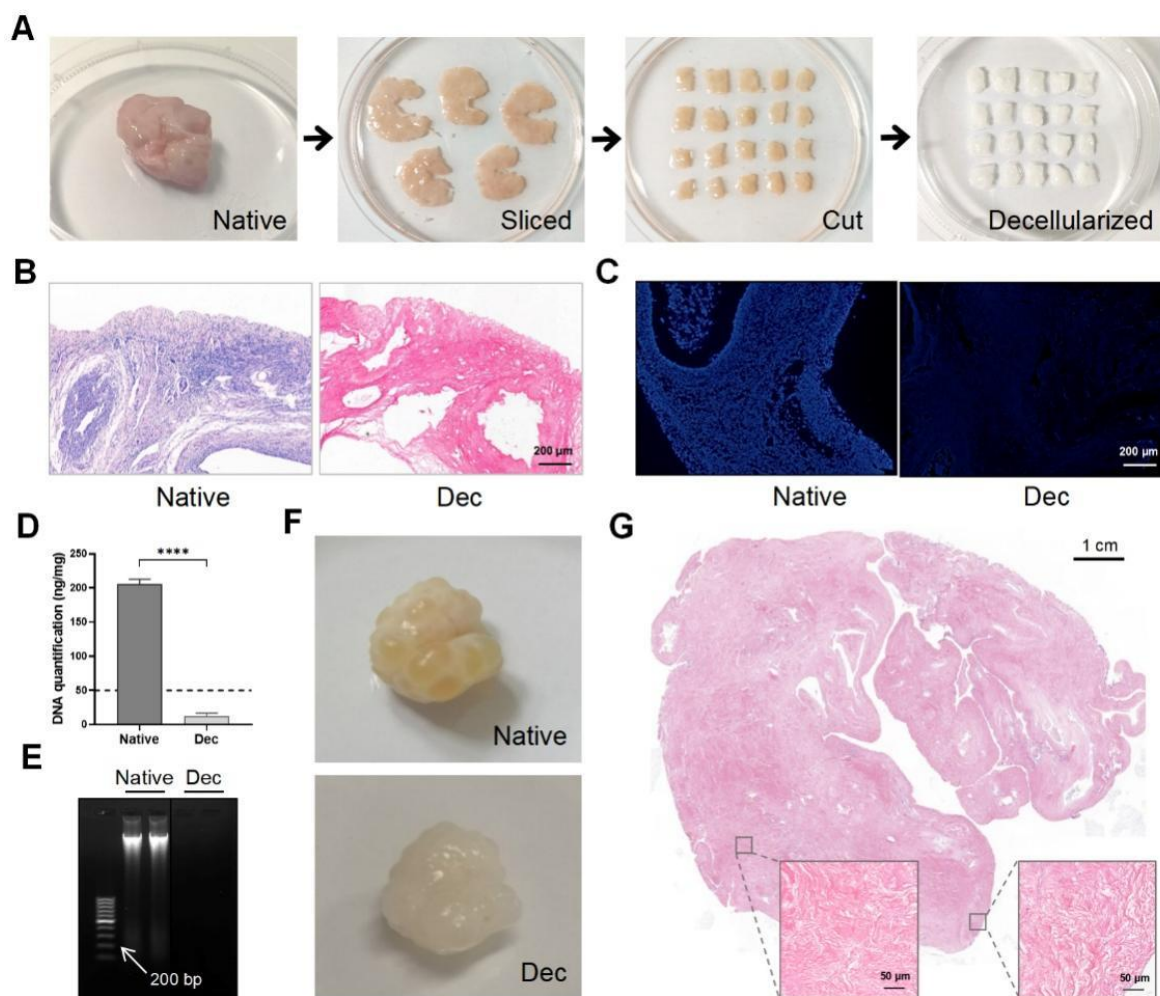 A
Native
Sliced
Cut
Decellularized
B
200 µm
Native
Dec
C
200 µm
Native
Dec
D
DNA quantification (ng/mg)
250
200
150
100
50
0
****
Native
Dec
E
Native
Dec
200 bp
F
Native
Dec
G
1 cm
50 µm
50 µm